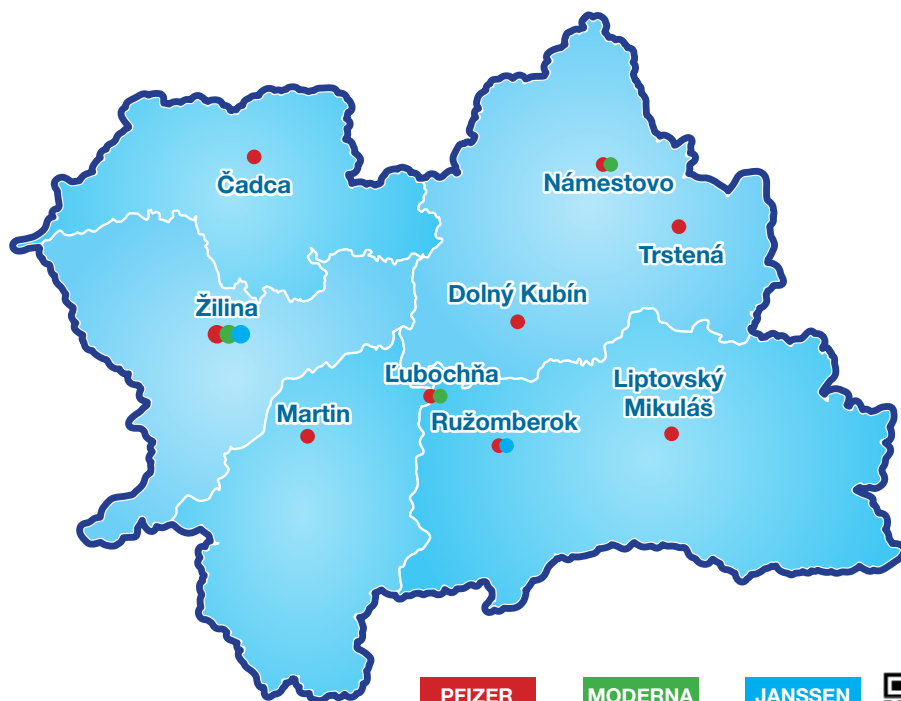 Čadca
Námestovo
Trstená
Žilina
Dolný Kubín
Ľubochňa
Liptovský
Mikuláš
Martin
Ružomberok
PFIZER
MODERNA
JANSSEN